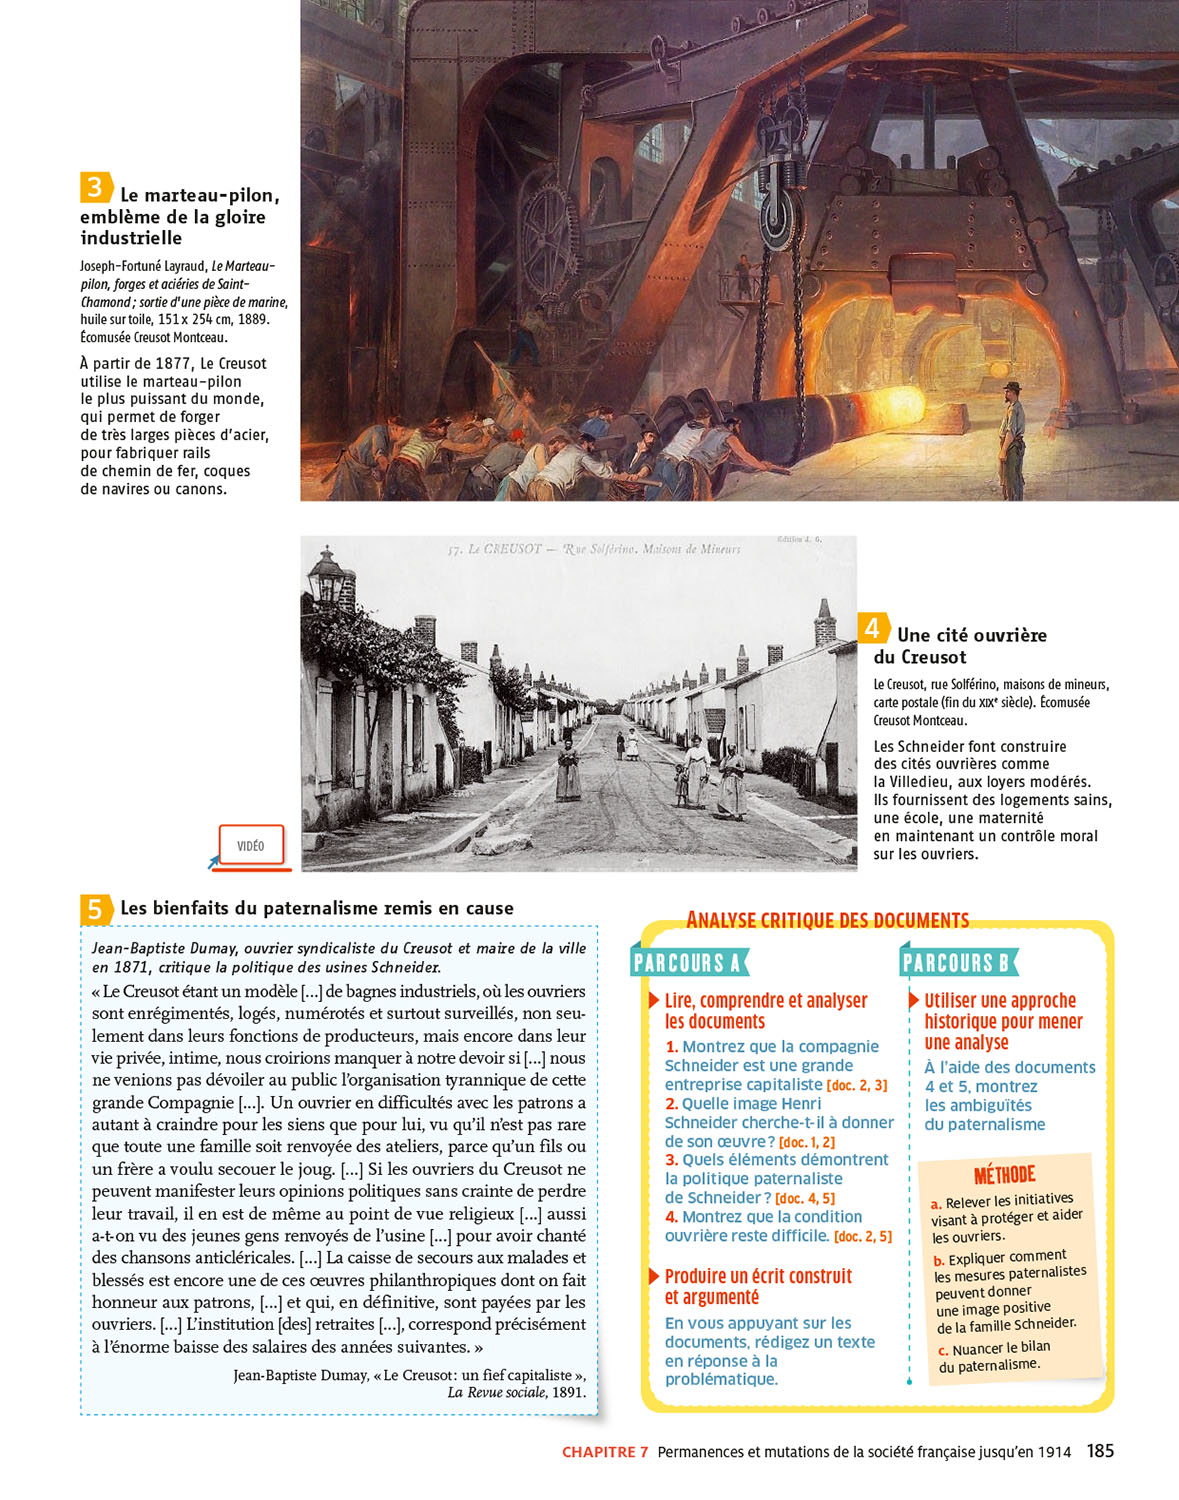 3 Le marteau-pilon,
emblème de la gloire
industrielle
Joseph-Fortuné Layraud, Le Marteau-
pilon, forges et aciéries de Saint-
Chamond ; sortie d'une pièce de marine,
huile sur toile, 151 x 254 cm, 1889.
Écomusée Creusot Montceau.
À partir de 1877, Le Creusot
utilise le marteau-pilon
le plus puissant du monde,
qui permet de forger
de très larges pièces d'acier,
pour fabriquer rails
de chemin de fer, coques
de navires ou canons.
Édition J. G.
57. LE CREUSOT — Rue Solférino. Maisons de Mineurs
4 Une cité ouvrière
du Creusot
Le Creusot, rue Solférino, maisons de mineurs,
carte postale (fin du XIXe siècle). Écomusée
Creusot Montceau.
Les Schneider font construire
des cités ouvrières comme
la Villedieu, aux loyers modérés.
Ils fournissent des logements sains,
une école, une maternité
en maintenant un contrôle moral
sur les ouvriers.
VIDÉO
5 Les bienfaits du paternalisme remis en cause
Jean-Baptiste Dumay, ouvrier syndicaliste du Creusot et maire de la ville
en 1871, critique la politique des usines Schneider.
« Le Creusot étant un modèle [...] de bagnes industriels, où les ouvriers
sont enrégimentés, logés, numérotés et surtout surveillés, non seu-
lement dans leurs fonctions de producteurs, mais encore dans leur
vie privée, intime, nous croirions manquer à notre devoir si [...] nous
ne venions pas dévoiler au public l'organisation tyrannique de cette
grande Compagnie [...]. Un ouvrier en difficultés avec les patrons a
autant à craindre pour les siens que pour lui, vu qu'il n'est pas rare
que toute une famille soit renvoyée des ateliers, parce qu'un fils ou
un frère a voulu secouer le joug. [...] Si les ouvriers du Creusot ne
peuvent manifester leurs opinions politiques sans crainte de perdre
leur travail, il en est de même au point de vue religieux [...] aussi
a-t-on vu des jeunes gens renvoyés de l'usine [...] pour avoir chanté
des chansons anticléricales. [...] La caisse de secours aux malades et
blessés est encore une de ces œuvres philanthropiques dont on fait
honneur aux patrons, [...] et qui, en définitive, sont payées par les
ouvriers. [...] L'institution [des] retraites [...], correspond précisément
à l'énorme baisse des salaires des années suivantes. »
Jean-Baptiste Dumay, « Le Creusot : un fief capitaliste »,
La Revue sociale, 1891.
ANALYSE CRITIQUE DES DOCUMENTS
PARCOURS A
Lire, comprendre et analyser
les documents
1. Montrez que la compagnie
Schneider est une grande
entreprise capitaliste [doc. 2, 3]
2. Quelle image Henri
Schneider cherche-t-il à donner
de son œuvre ? [doc. 1, 2]
3. Quels éléments démontrent
la politique paternaliste
de Schneider ? [doc. 4, 5]
4. Montrez que la condition
ouvrière reste difficile. [doc. 2, 5]
Produire un écrit construit
et argumenté
En vous appuyant sur les
documents, rédigez un texte
en réponse à la
problématique.
PARCOURS B
Utiliser une approche
historique pour mener
une analyse
À l'aide des documents
4 et 5, montrez
les ambiguïtés
du paternalisme
MÉTHODE
a. Relever les initiatives
visant à protéger et aider
les ouvriers.
b. Expliquer comment
les mesures paternalistes
peuvent donner
une image positive
de la famille Schneider.
c. Nuancer le bilan
du paternalisme.
CHAPITRE 7 Permanences et mutations de la société française jusqu'en 1914 185